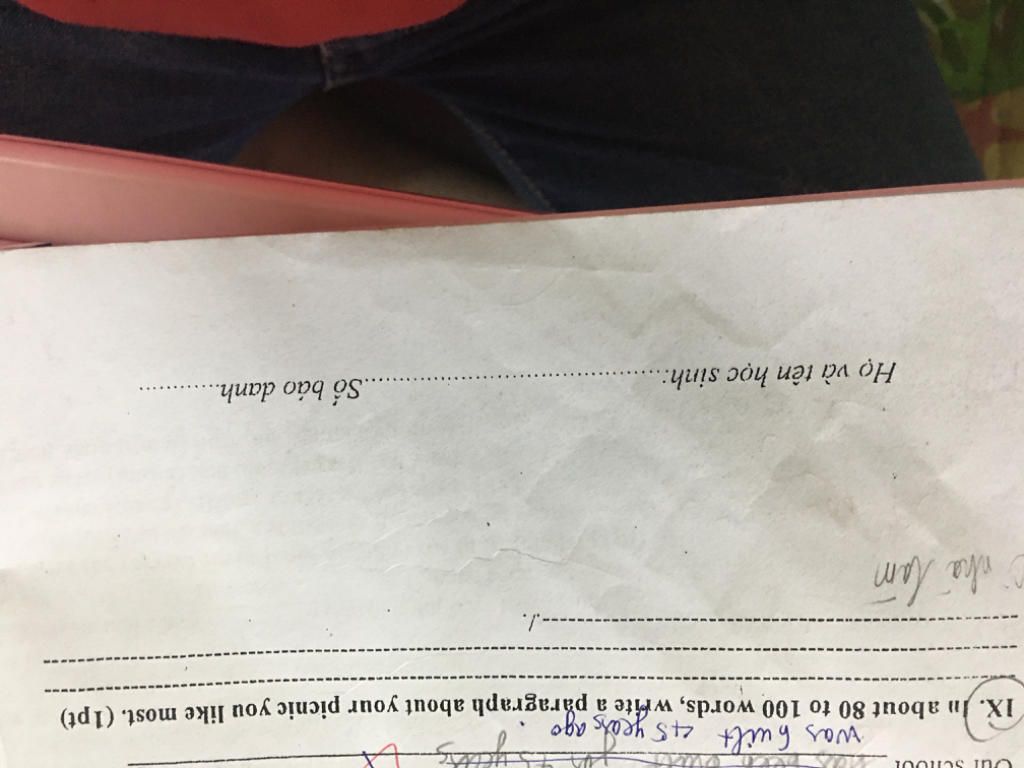 Our school
was built 45 years ago.
IX. In about 80 to 100 words, write a paragraph about your picnic your you like most. (1pt)
nhà làm
Họ và tên học sinh:..........................................Số báo danh............